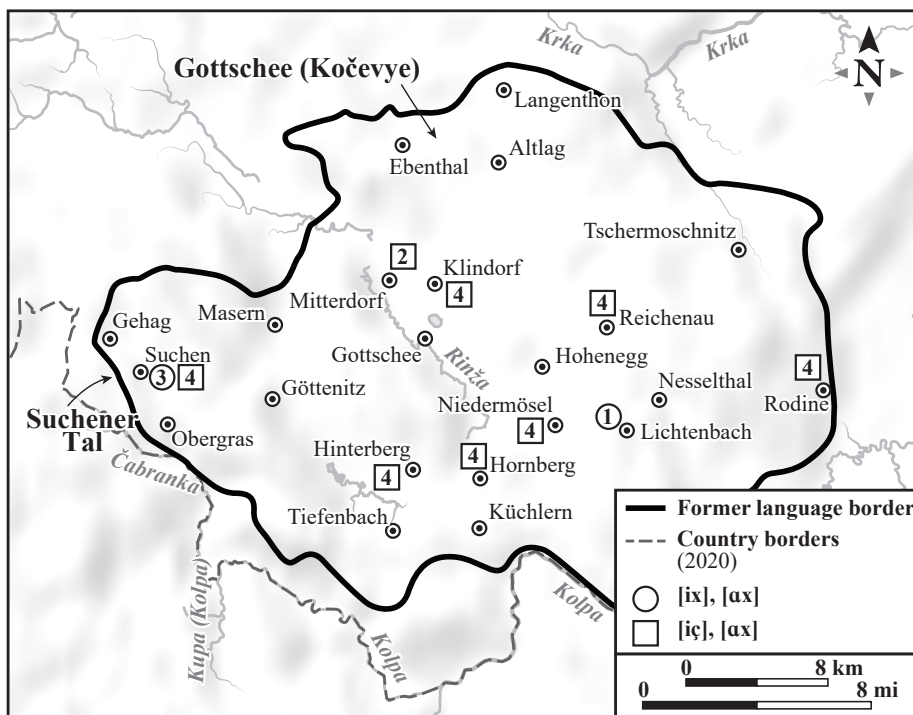 Krka
Krka
N
Gottschee (Kočevye)
Langenthon
Ebenthal
Altlag
Tschermoschnitz
2
Klindorf
4
Masern
Mitterdorf
4
Reichenau
Gehag
Gottschee
Rinža
Hohenegg
Suchen
3
4
Göttenitz
Nesselthal
4
Rodine
Suchener
Tal
Obergras
Niedermösel
4
1
Lichtenbach
Čabranka
Hinterberg
4
4
Hornberg
Tiefenbach
Küchlern
Kupa (Kolpa)
Kolpa
Kolpa
Former language border
Country borders
(2020)
[ix], [ɑx]
[iç], [ɑx]
0 8 km
0 8 mi